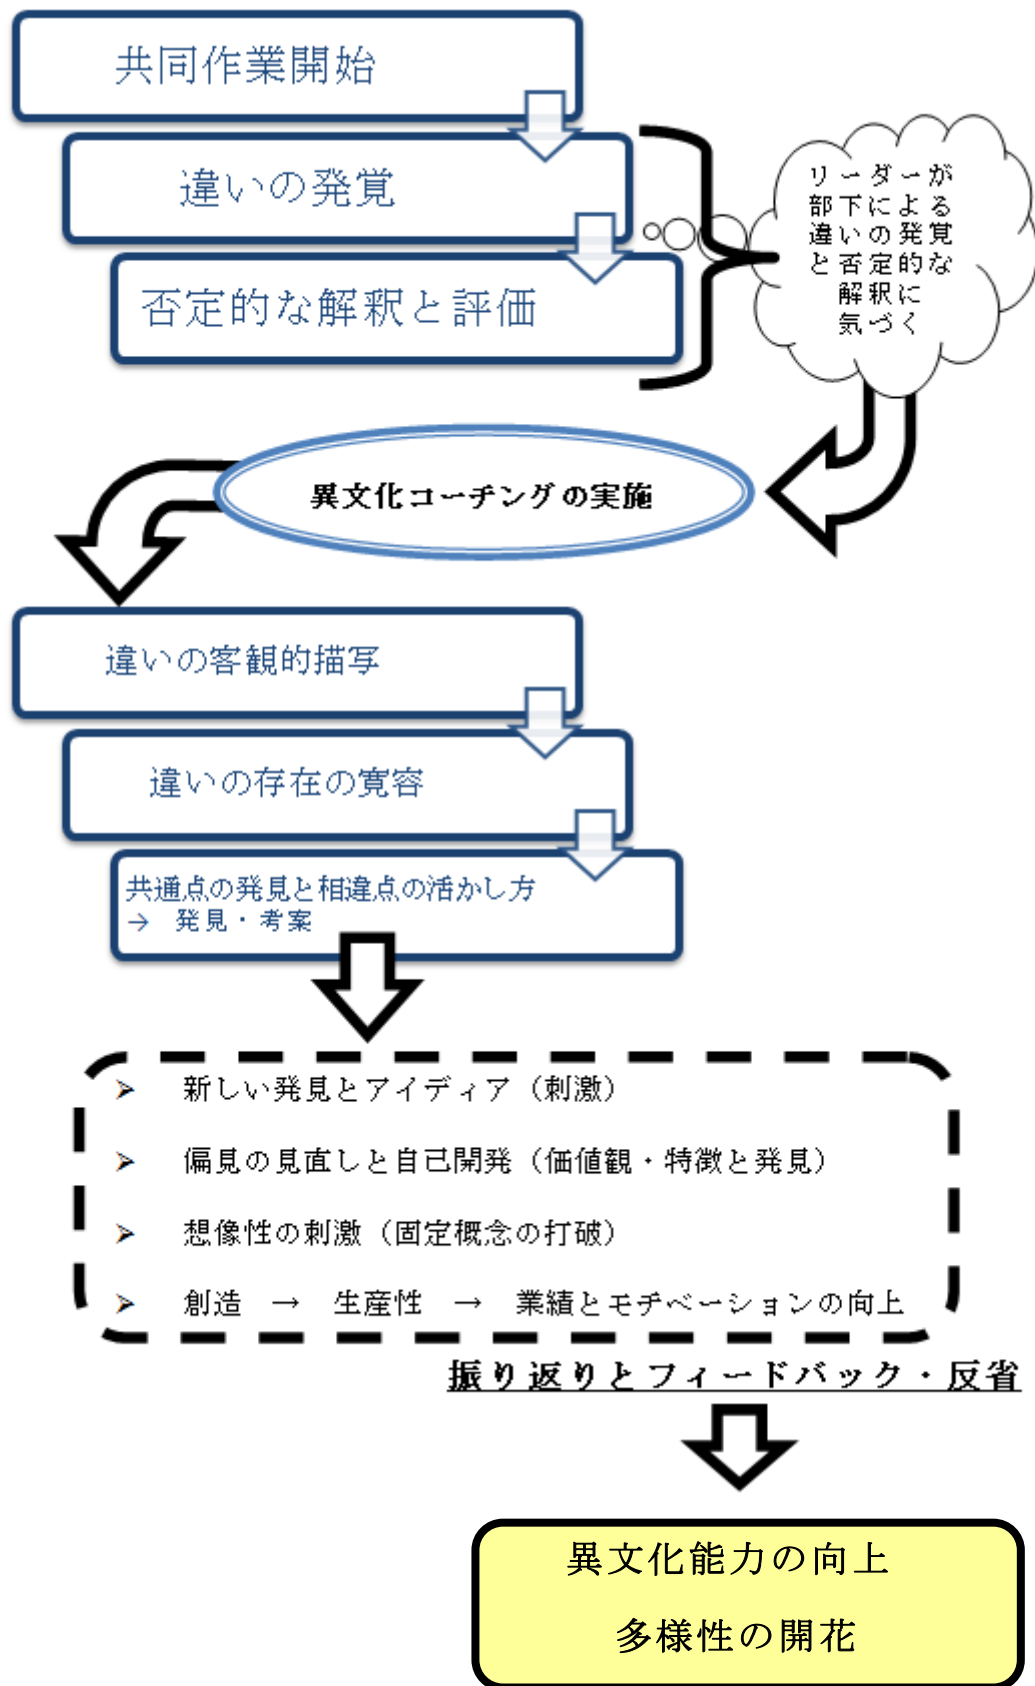 共同作業開始
違いの発覚
否定的な解釈と評価
リーダーが
部下による
違いの発覚
と否定的な
解釈に
気づく
異文化コーチングの実施
違いの客観的描写
違いの存在の寛容
共通点の発見と相違点の活かし方
→ 発見・考案
➢ 新しい発見とアイディア（刺激）
➢ 偏見の見直しと自己開発（価値観・特徴と発見）
➢ 想像性の刺激（固定概念の打破）
➢ 創造 → 生産性 → 業績とモチベーションの向上
振り返りとフィードバック・反省
異文化能力の向上
多様性の開花